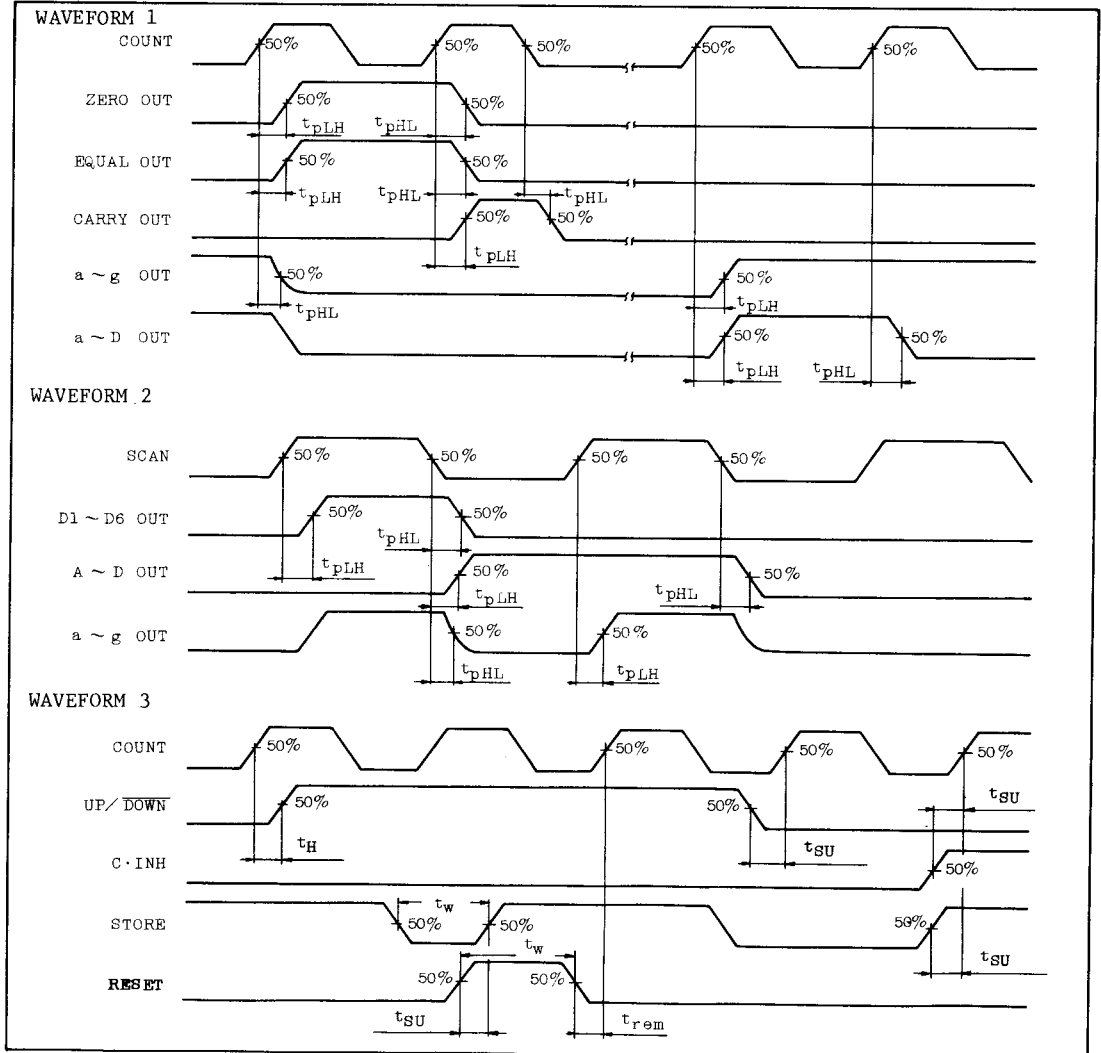 WAVEFORM 1
COUNT
50% 50% 50% 50% 50%
ZERO OUT
50% 50%
tpLH tpHL
EQUAL OUT
50% 50%
tpLH tpHL tpHL
CARRY OUT
50% 50%
tpLH
a ~ g OUT
50% 50%
tpHL tpLH
a ~ D OUT
50% 50%
tpLH tpHL
WAVEFORM 2
SCAN
50% 50% 50% 50%
D1 ~ D6 OUT
50% 50%
tpLH tpHL
A ~ D OUT
50% 50%
tpLH tpHL
a ~ g OUT
50% 50%
tpHL tpLH
WAVEFORM 3
COUNT
50% 50% 50% 50%
UP/DOWN
50% 50%
tH tSU tSU
C·INH
50%
STORE
tw
50% 50% 50%
tSU
RESET
tw
50% 50%
tSU trem